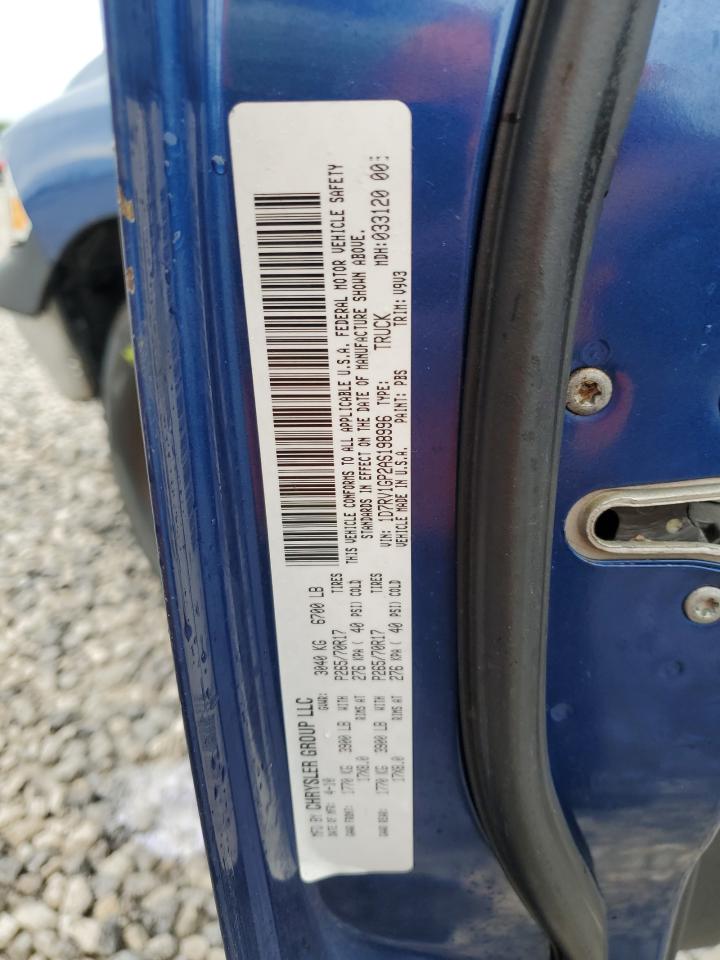 MFG BY CHRYSLER GROUP LLC
DATE OF MFR: 4-10 GVWR: 3040 KG 6700 LB
GAWR FRONT: 1770 KG 3900 LB WITH P265/70R17 TIRES
17X8.0 RIMS AT 276 KPA ( 40 PSI) COLD
GAWR REAR: 1770 KG 3900 LB WITH P265/70R17 TIRES
17X8.0 RIMS AT 276 KPA ( 40 PSI) COLD
THIS VEHICLE CONFORMS TO ALL APPLICABLE U.S.A. FEDERAL MOTOR VEHICLE SAFETY
STANDARDS IN EFFECT ON THE DATE OF MANUFACTURE SHOWN ABOVE.
VIN: 1D7RV1GP2AS198996 TYPE: TRUCK MDH: 033120 003
VEHICLE MADE IN U.S.A. PAINT: PBS TRIM: V9V3